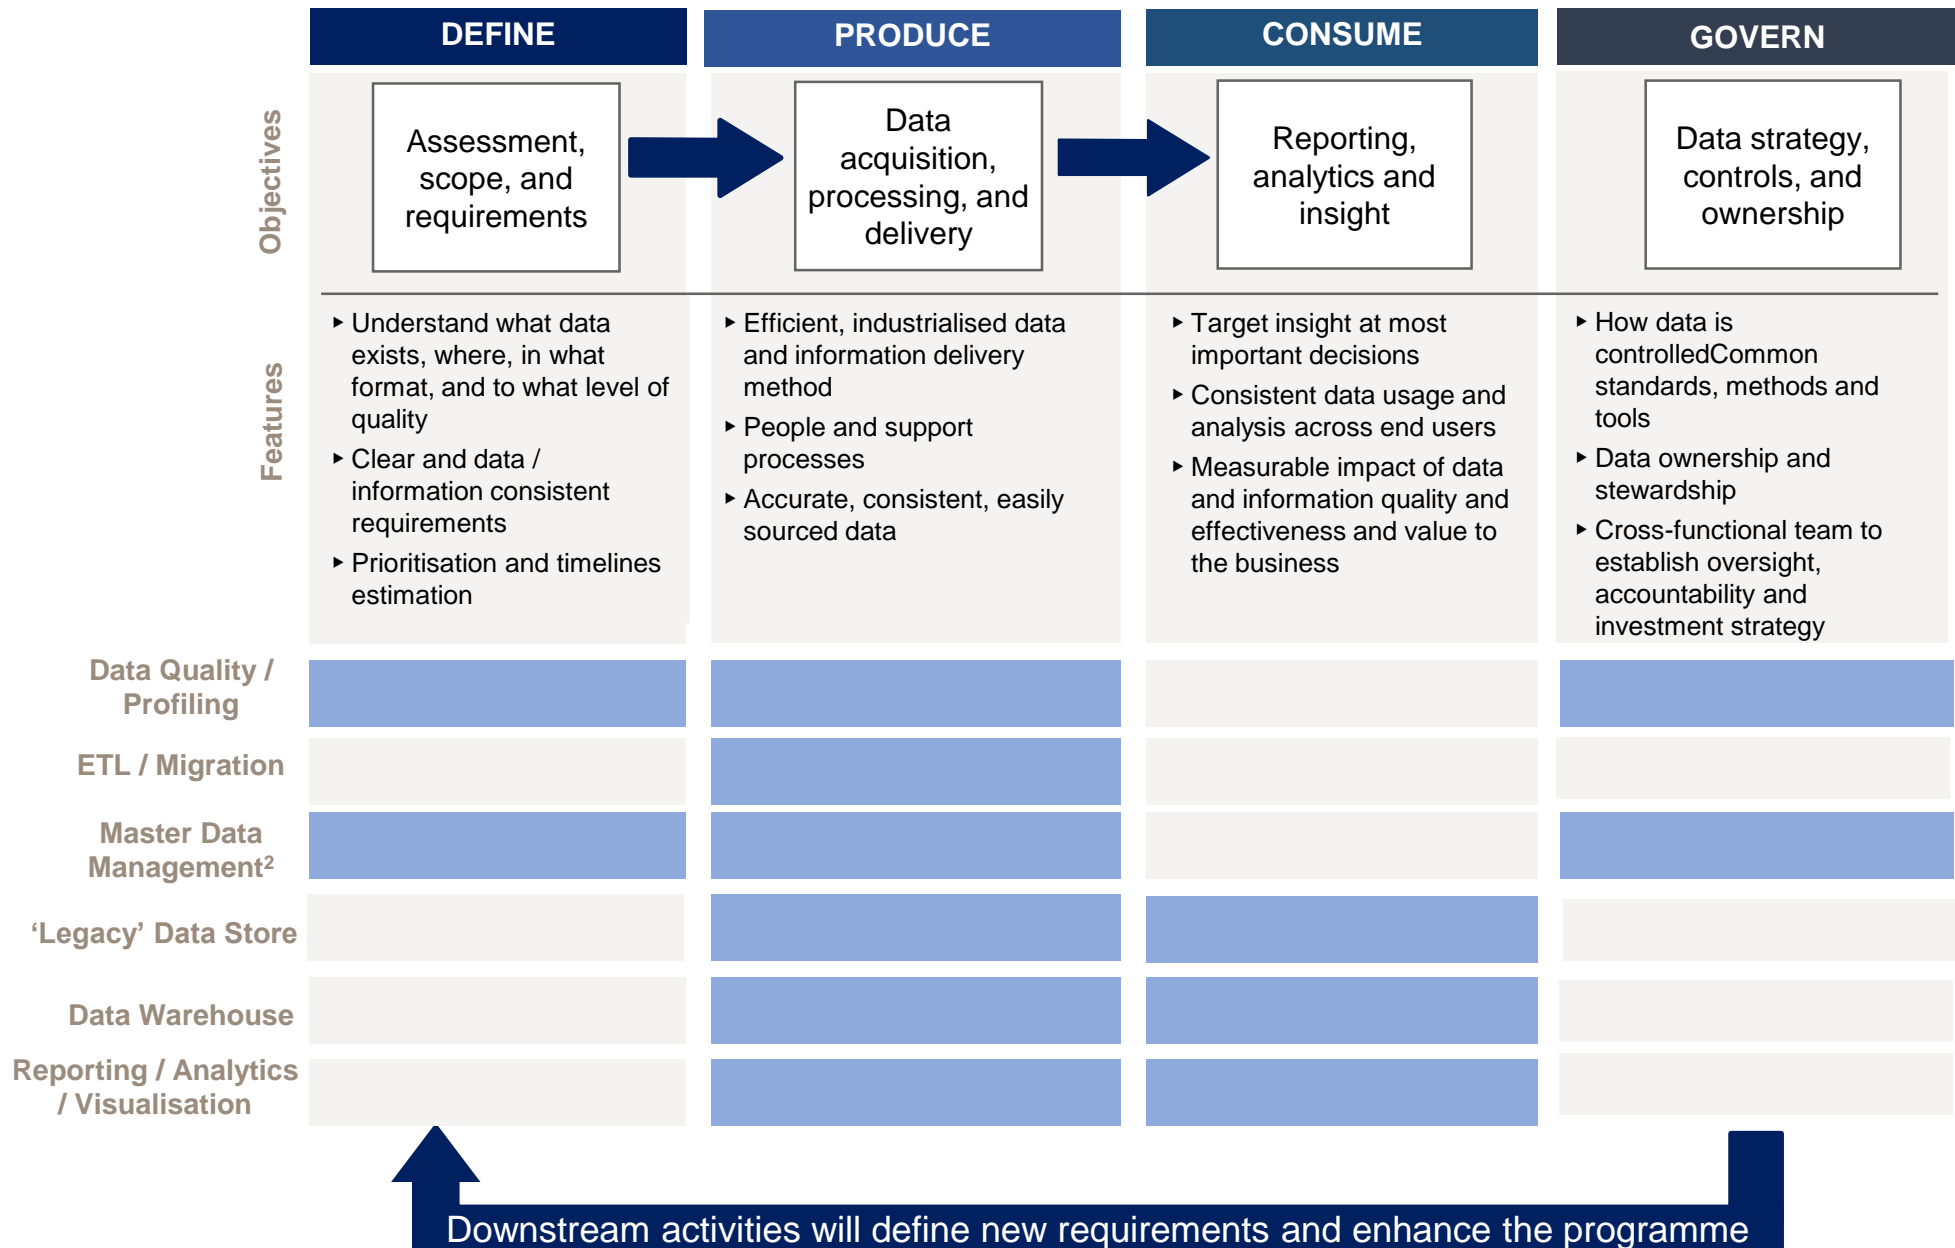 DEFINE
PRODUCE
CONSUME
GOVERN
Objectives
Assessment,
scope, and
requirements
Data
acquisition,
processing, and
delivery
Reporting,
analytics and
insight
Data strategy,
controls, and
ownership
Features
▸ Understand what data
exists, where, in what
format, and to what level of
quality
▸ Clear and data /
information consistent
requirements
▸ Prioritisation and timelines
estimation
▸ Efficient, industrialised data
and information delivery
method
▸ People and support
processes
▸ Accurate, consistent, easily
sourced data
▸ Target insight at most
important decisions
▸ Consistent data usage and
analysis across end users
▸ Measurable impact of data
and information quality and
effectiveness and value to
the business
▸ How data is
controlledCommon
standards, methods and
tools
▸ Data ownership and
stewardship
▸ Cross-functional team to
establish oversight,
accountability and
investment strategy
Data Quality /
Profiling
ETL / Migration
Master Data
Management²
‘Legacy’ Data Store
Data Warehouse
Reporting / Analytics
/ Visualisation
Downstream activities will define new requirements and enhance the programme